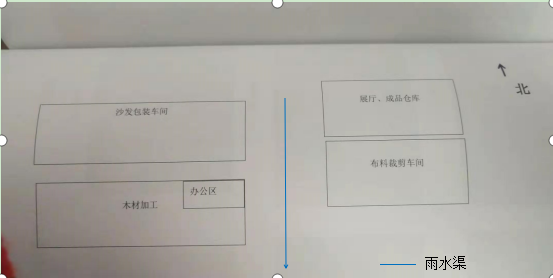 北
沙发包装车间
展厅、成品仓库
办公区
木材加工
布料裁剪车间
雨水渠